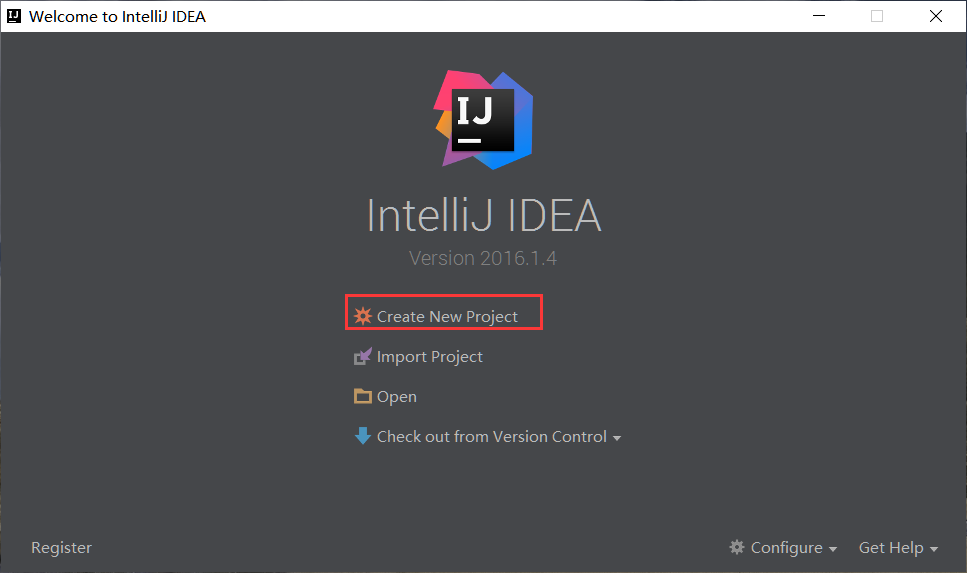 Welcome to IntelliJ IDEA
IJ
IntelliJ IDEA
Version 2016.1.4
Create New Project
Import Project
Open
Check out from Version Control
Register
Configure
Get Help